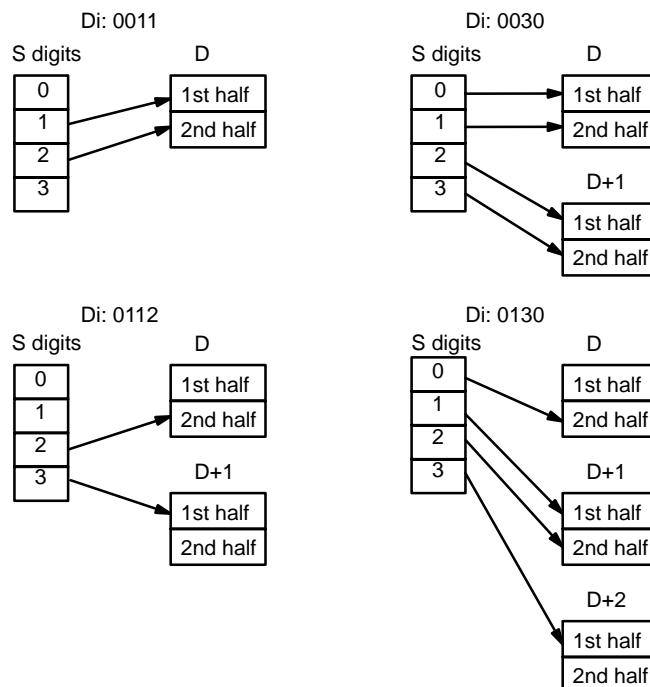 Di: 0011
S digits D
0
1
2
3
1st half
2nd half
Di: 0030
S digits D
0
1
2
3
1st half
2nd half
D+1
1st half
2nd half
Di: 0112
S digits D
0
1
2
3
1st half
2nd half
D+1
1st half
2nd half
Di: 0130
S digits D
0
1
2
3
1st half
2nd half
D+1
1st half
2nd half
D+2
1st half
2nd half